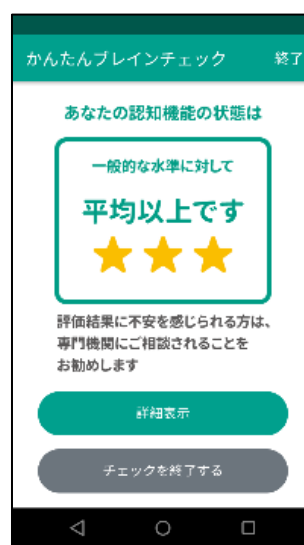 かんたんブレインチェック 終了
あなたの認知機能の状態は
一般的な水準に対して
平均以上です
評価結果に不安を感じられる方は、
専門機関にご相談されることを
お勧めします
詳細表示
チェックを終了する